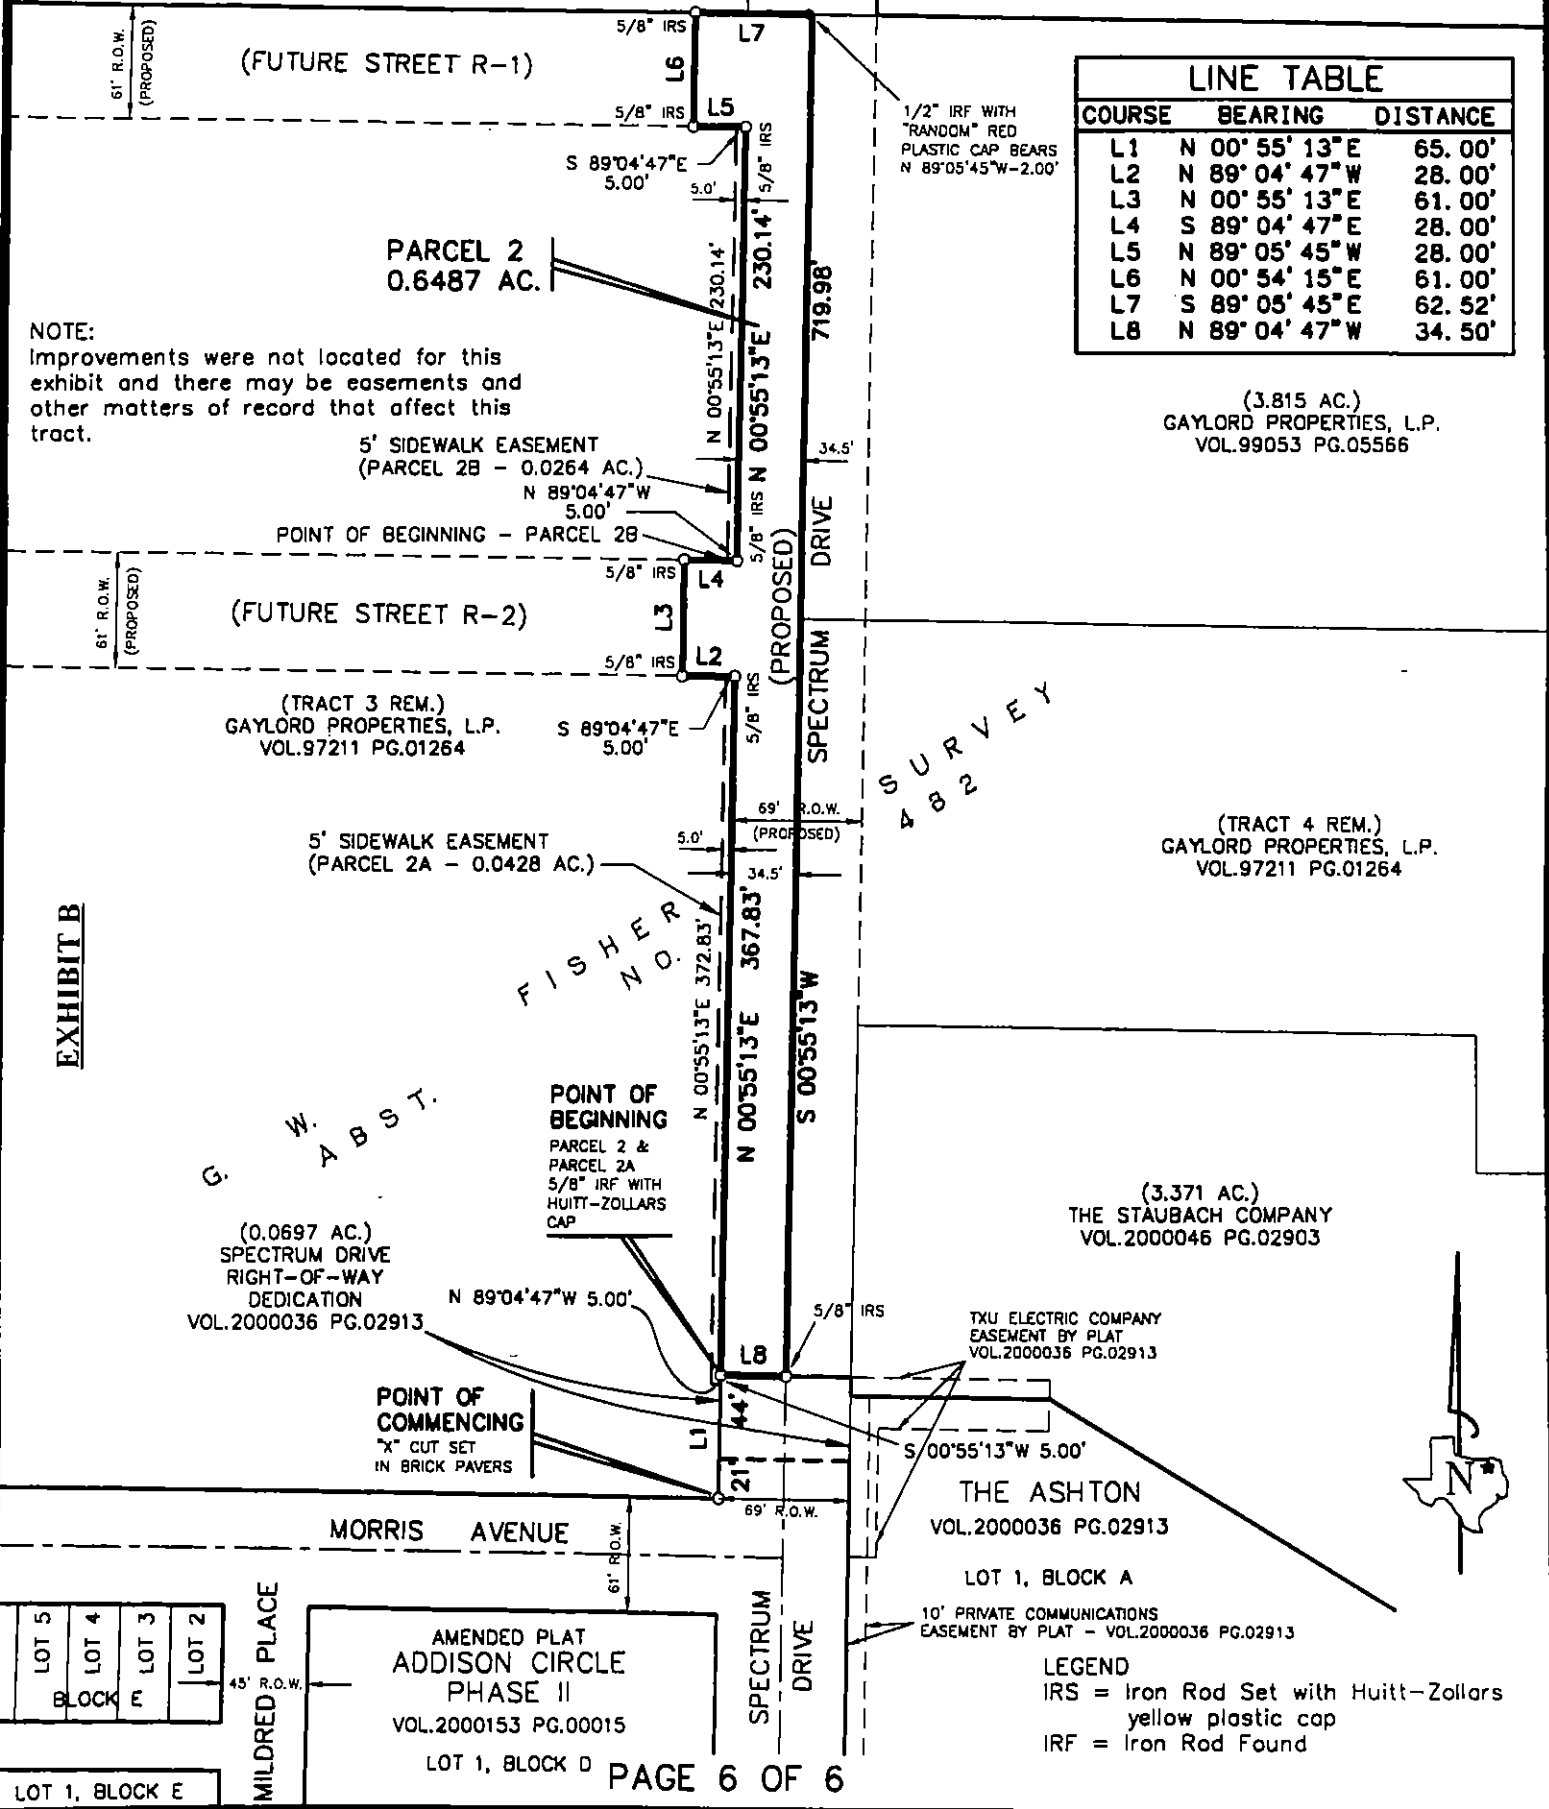 5/8" IRS
L7
61' R.O.W.
(PROPOSED)
(FUTURE STREET R-1)
L6
5/8" IRS
L5
S 89°04'47"E
5.00'
5/8" IRS
5.0'
1/2" IRF WITH
"RANDOM" RED
PLASTIC CAP BEARS
N 89°05'45"W-2.00'
LINE TABLE
COURSE BEARING DISTANCE
L1 N 00°55'13"E 65.00'
L2 N 89°04'47"W 28.00'
L3 N 00°55'13"E 61.00'
L4 S 89°04'47"E 28.00'
L5 N 89°05'45"W 28.00'
L6 N 00°54'15"E 61.00'
L7 S 89°05'45"E 62.52'
L8 N 89°04'47"W 34.50'
PARCEL 2
0.6487 AC.
N 00°55'13"E 230.14'
N 00°55'13"E 230.14'
719.98'
NOTE:
Improvements were not located for this
exhibit and there may be easements and
other matters of record that affect this
tract.
(3.815 AC.)
GAYLORD PROPERTIES, L.P.
VOL.99053 PG.05566
5' SIDEWALK EASEMENT
(PARCEL 2B - 0.0264 AC.)
34.5'
N 89°04'47"W
5.00'
POINT OF BEGINNING - PARCEL 2B
5/8" IRS
5/8" IRS
L4
61' R.O.W.
(PROPOSED)
(FUTURE STREET R-2)
L3
5/8" IRS
L2
5/8" IRS
(PROPOSED)
SPECTRUM DRIVE
(TRACT 3 REM.)
GAYLORD PROPERTIES, L.P.
VOL.97211 PG.01264
S 89°04'47"E
5.00'
SURVEY
482
69' R.O.W.
(PROPOSED)
5.0'
34.5'
(TRACT 4 REM.)
GAYLORD PROPERTIES, L.P.
VOL.97211 PG.01264
5' SIDEWALK EASEMENT
(PARCEL 2A - 0.0428 AC.)
EXHIBIT B
FISHER
NO.
N 00°55'13"E 372.83'
N 00°55'13"E 367.83'
S 00°55'13"W
G. W.
ABST.
POINT OF
BEGINNING
PARCEL 2 &
PARCEL 2A
5/8" IRF WITH
HUITT-ZOLLARS
CAP
(3.371 AC.)
THE STAUBACH COMPANY
VOL.2000046 PG.02903
(0.0697 AC.)
SPECTRUM DRIVE
RIGHT-OF-WAY
DEDICATION
VOL.2000036 PG.02913
N 89°04'47"W 5.00'
5/8" IRS
TXU ELECTRIC COMPANY
EASEMENT BY PLAT
VOL.2000036 PG.02913
L8
POINT OF
COMMENCING
"X" CUT SET
IN BRICK PAVERS
L1
44'
21'
S 00°55'13"W 5.00'
69' R.O.W.
THE ASHTON
VOL.2000036 PG.02913
LOT 1, BLOCK A
N
MORRIS AVENUE
61' R.O.W.
10' PRIVATE COMMUNICATIONS
EASEMENT BY PLAT - VOL.2000036 PG.02913
LOT 5
LOT 4
LOT 3
LOT 2
BLOCK E
45' R.O.W.
MILDRED PLACE
AMENDED PLAT
ADDISON CIRCLE
PHASE II
VOL.2000153 PG.00015
LOT 1, BLOCK D
SPECTRUM DRIVE
LEGEND
IRS = Iron Rod Set with Huitt-Zollars
yellow plastic cap
IRF = Iron Rod Found
LOT 1, BLOCK E
PAGE 6 OF 6